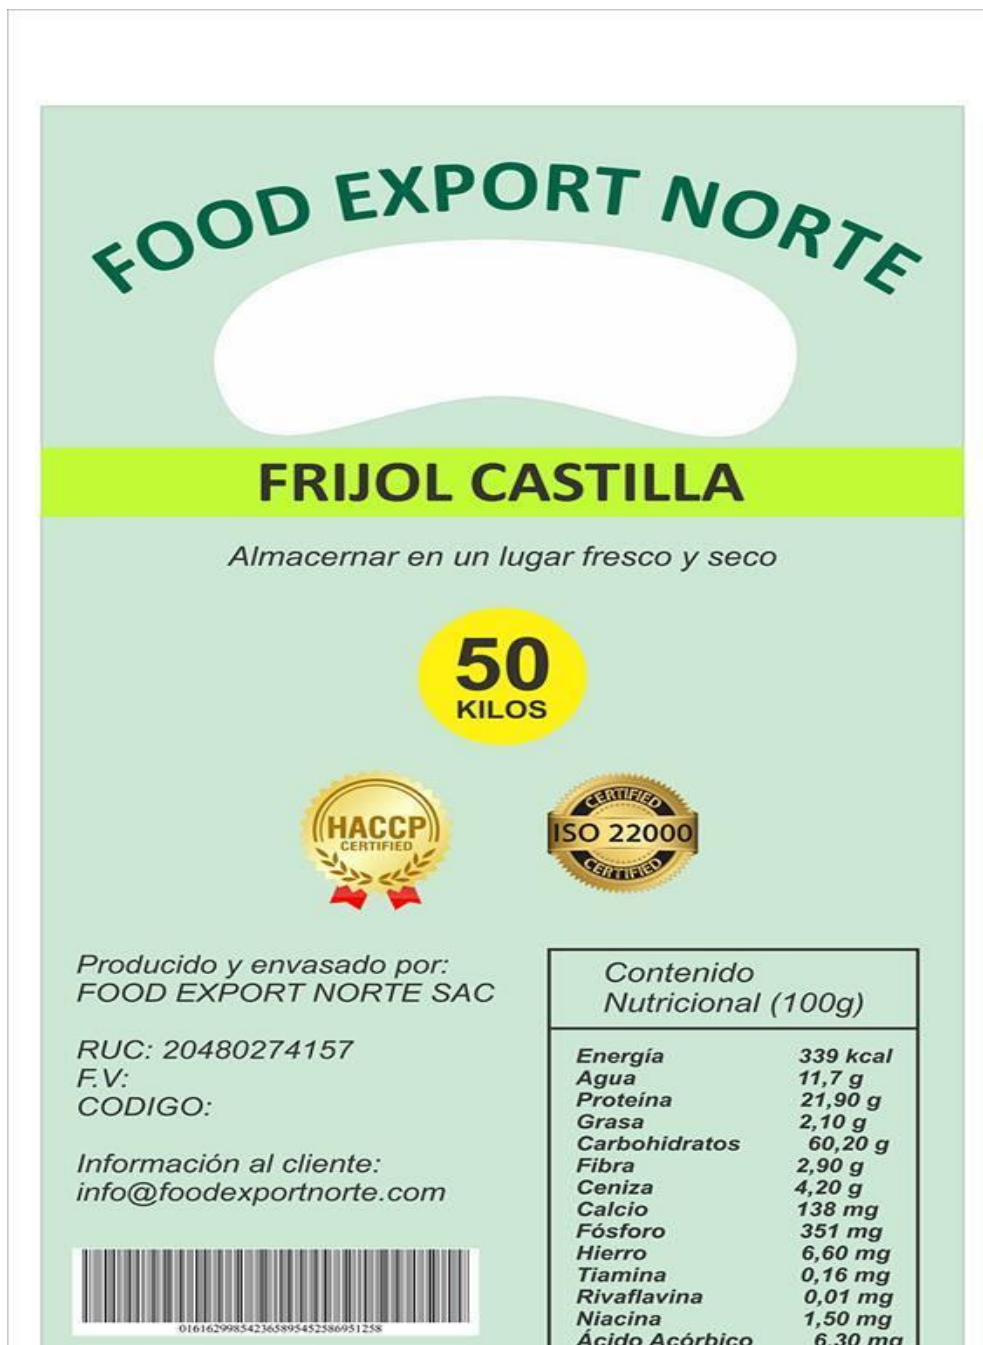 FOOD EXPORT NORTE
FRIJOL CASTILLA
Almacernar en un lugar fresco y seco
50
KILOS
HACCP
CERTIFIED
CERTIFIED
ISO 22000
CERTIFIED
Producido y envasado por:
FOOD EXPORT NORTE SAC
RUC: 20480274157
F.V:
CODIGO:
Información al cliente:
info@foodexportnorte.com
01616299854236589545258695​1258
Contenido
Nutricional (100g)
Energía 339 kcal
Agua 11,7 g
Proteína 21,90 g
Grasa 2,10 g
Carbohidratos 60,20 g
Fibra 2,90 g
Ceniza 4,20 g
Calcio 138 mg
Fósforo 351 mg
Hierro 6,60 mg
Tiamina 0,16 mg
Rivaflavina 0,01 mg
Niacina 1,50 mg
Ácido Acórbico 6,30 mg